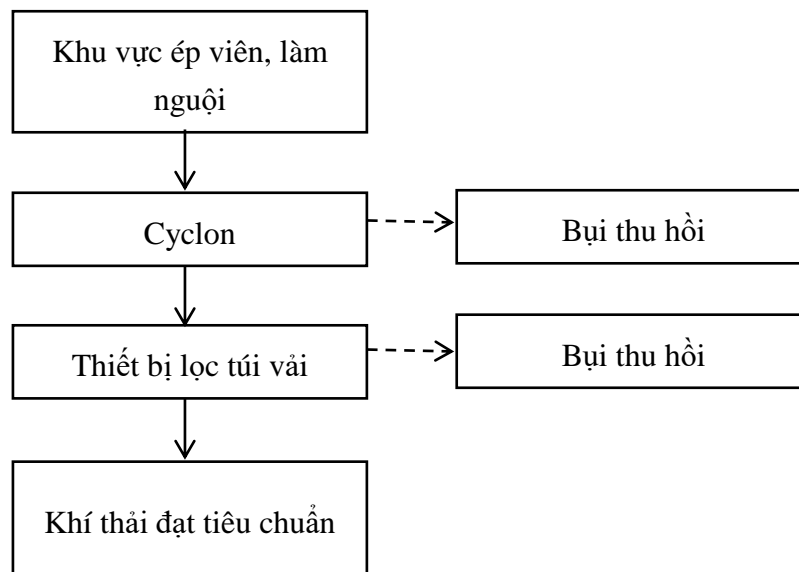 Khu vực ép viên, làm
nguội
Cyclon
Bụi thu hồi
Thiết bị lọc túi vải
Bụi thu hồi
Khí thải đạt tiêu chuẩn